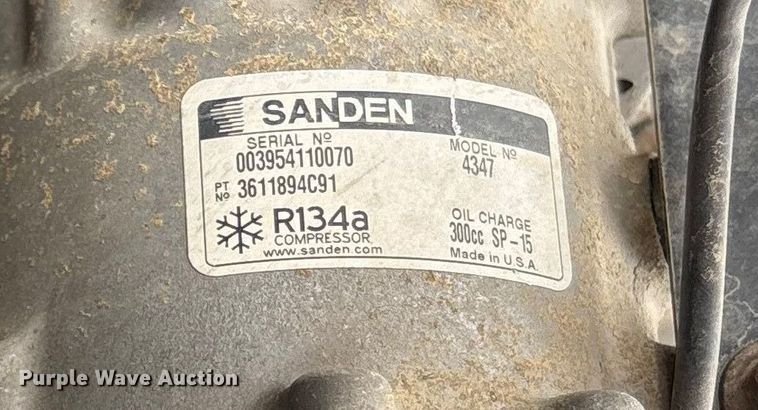 SANDEN
SERIAL Nº
003954110070
MODEL Nº
4347
PT Nº 3611894C91
R134a
COMPRESSOR
www.sanden.com
OIL CHARGE
300cc SP-15
Made in U.S.A.
Purple Wave Auction